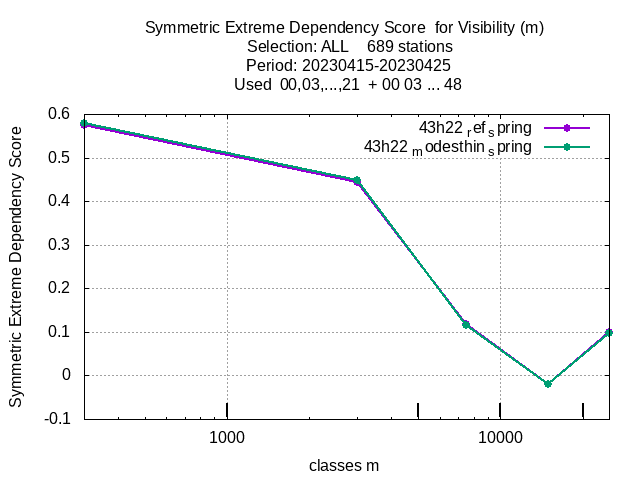 Symmetric Extreme Dependency Score  for Visibility (m)
Selection: ALL    689 stations
Period: 20230415-20230425
Used  00,03,...,21  + 00 03 ... 48
43h22 ref spring
43h22 modesthin spring
Symmetric Extreme Dependency Score
0.6
0.5
0.4
0.3
0.2
0.1
0
-0.1
1000
10000
classes m